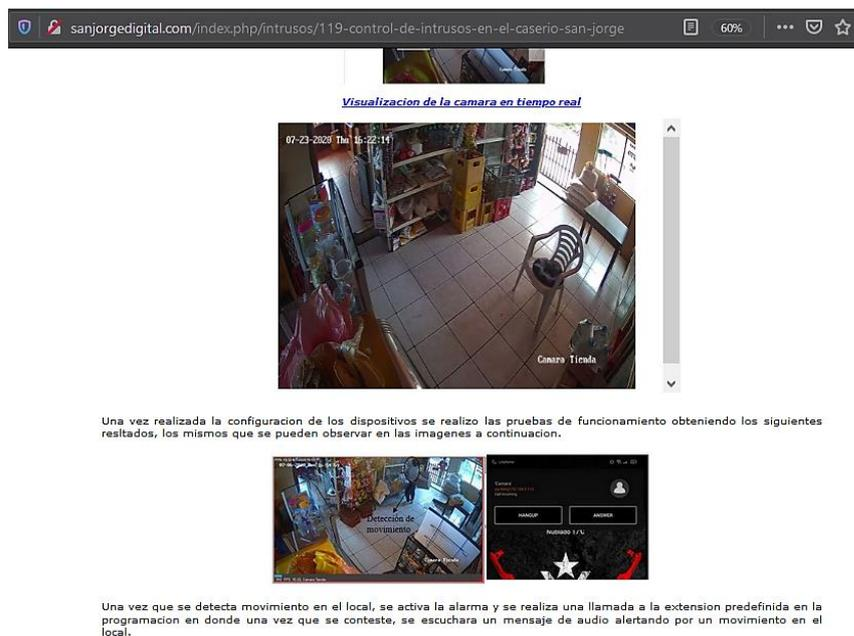 sanjorgedigital.com/index.php/intrusos/119-control-de-intrusos-en-el-caserio-san-jorge 60%
Camara Tienda
Visualizacion de la camara en tiempo real
07-23-2020 Thu 16:22:14
Camara Tienda
Una vez realizada la configuracion de los dispositivos se realizo las pruebas de funcionamiento obteniendo los siguientes
resltados, los mismos que se pueden observar en las imagenes a continuacion.
Detección de
movimiento
Camara Tienda
Camara
HANGUP
ANSWER
Nublado 17°C
Una vez que se detecta movimiento en el local, se activa la alarma y se realiza una llamada a la extension predefinida en la
programacion en donde una vez que se conteste, se escuchara un mensaje de audio alertando por un movimiento en el
local.